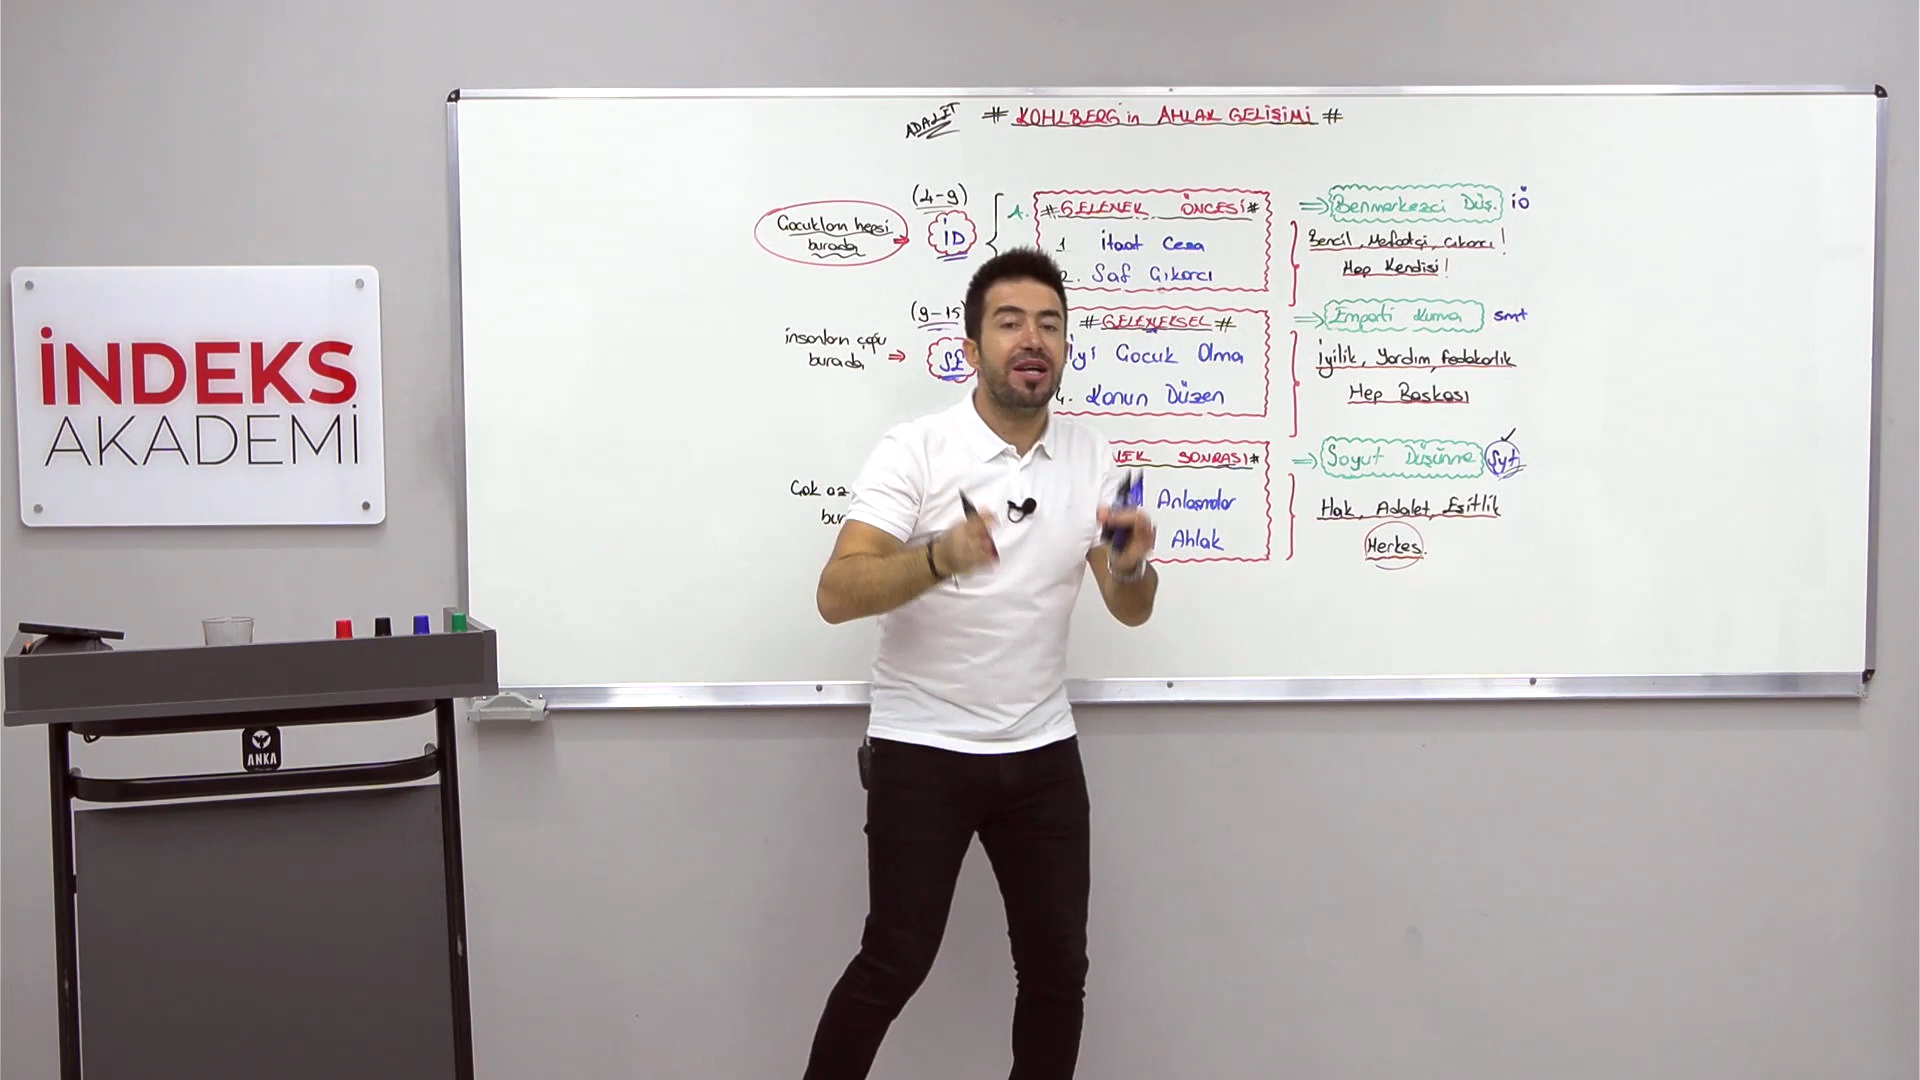 ADALET # KOHLBERG'in AHLAK GELİŞİMİ #
(4-9)
Çocukların hepsi
burada
İD
A. # GELENEK ÖNCESİ #
1 İtaat Ceza
2. Saf Çıkarcı
⇒ Benmerkezci Düş. İÖ
Bencil, Menfaatçi, Çıkarcı!
Hep Kendisi!
(9-15)
insanların çoğu
burada
# GELENEKSEL #
İyi Çocuk Olma
4. Kanun Düzen
⇒ Empati Kurma smt
İyilik, Yardım, Fedakarlık
Hep Başkası
Çok az
SONRASI #
Anlaşmalar
Ahlak
⇒ Soyut Düşünme Syt
Hak, Adalet, Eşitlik
Herkes.
İNDEKS
AKADEMİ
ANKA